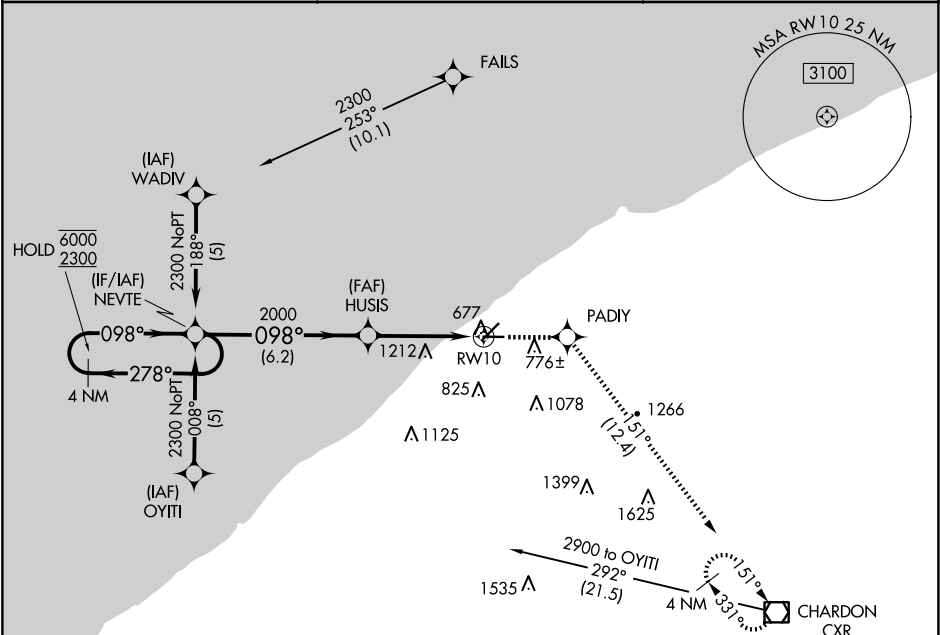 MSA RW10 25 NM
3100
FAILS
2300
253°
(10.1)
(IAF)
WADIV
2300 NoPT
188°
(5)
HOLD 6000
2300
(IF/IAF)
NEVTE
098°
278°
4 NM
2000
098°
(6.2)
(FAF)
HUSIS
1212
677
RW10
776±
PADIY
825
1078
1125
2300 NoPT
008°
(5)
(IAF)
OYITI
1266
151°
(12.4)
1399
1625
2900 to OYITI
292°
(21.5)
1535
4 NM
151°
331°
CHARDON
CXR